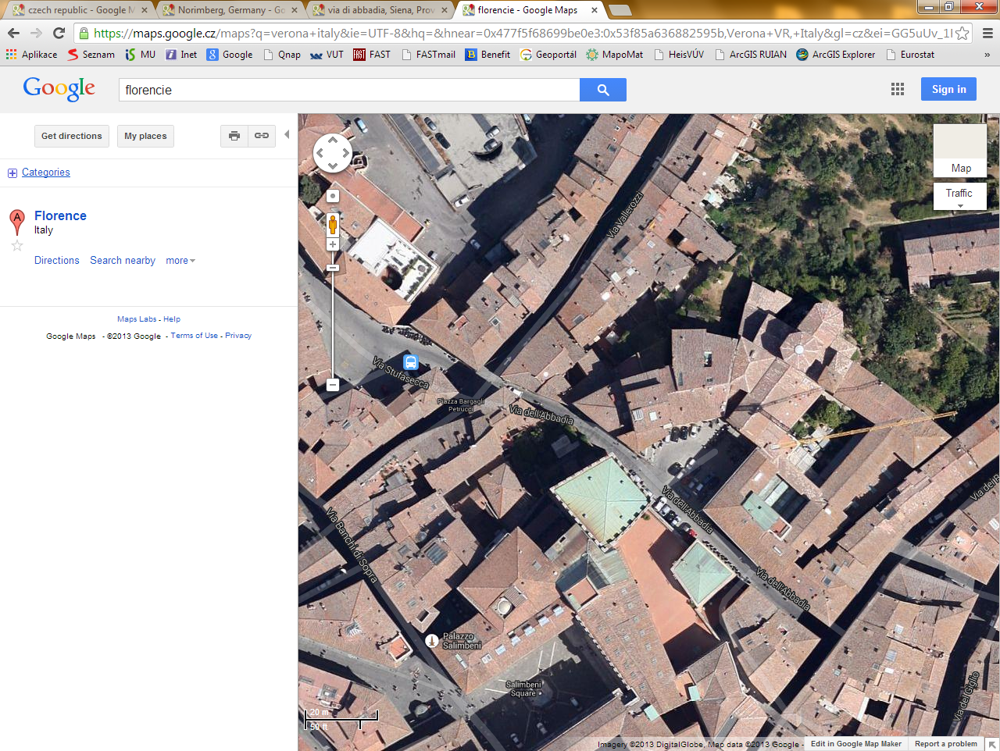 czech republic - Google M
Norimberg, Germany - Go
via di abbadia, Siena, Prov
florencie - Google Maps
https://maps.google.cz/maps?q=verona+italy&ie=UTF-8&hq=&hnear=0x477f5f68699be0e3:0x53f85a636882595b,Verona+VR,+Italy&gl=cz&ei=GG5uUv_1I
Aplikace
Seznam
MU
Inet
Google
Qnap
VUT
FAST
FASTmail
Benefit
Geoportál
MapoMat
HeisVÚV
ArcGIS RUIAN
ArcGIS Explorer
Eurostat
»
Google
florencie
Sign in
Get directions
My places
Categories
A
Florence
Italy
Directions
Search nearby
more
Maps Labs - Help
Google Maps - ©2013 Google - Terms of Use - Privacy
Map
Traffic
Via Vallerozzi
Via Stufasecca
Piazza Bargagli
Petrucci
Via dell'Abbadia
Via dell'Abbadia
Via dei R
Via Banchi di Sopra
Via dell'Abbadia
Palazzo
Salimbeni
Salimbeni
Square
Via del Giglio
20 m
50 ft
Imagery ©2013 DigitalGlobe, Map data ©2013 Google -
Edit in Google Map Maker
Report a problem